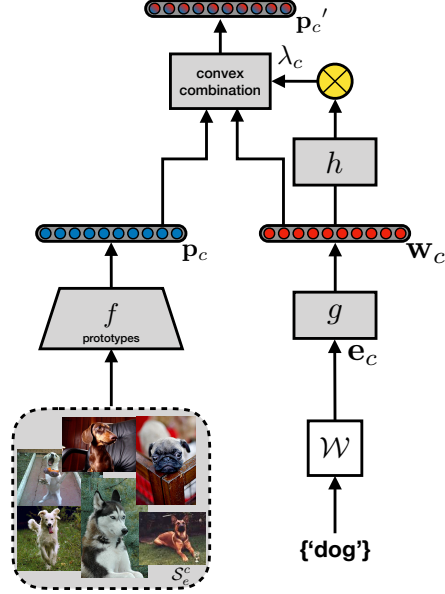 p_c′
λ_c
convex
combination
h
p_c
w_c
f
prototypes
g
e_c
𝒲
𝒮_e^c
{‘dog’}